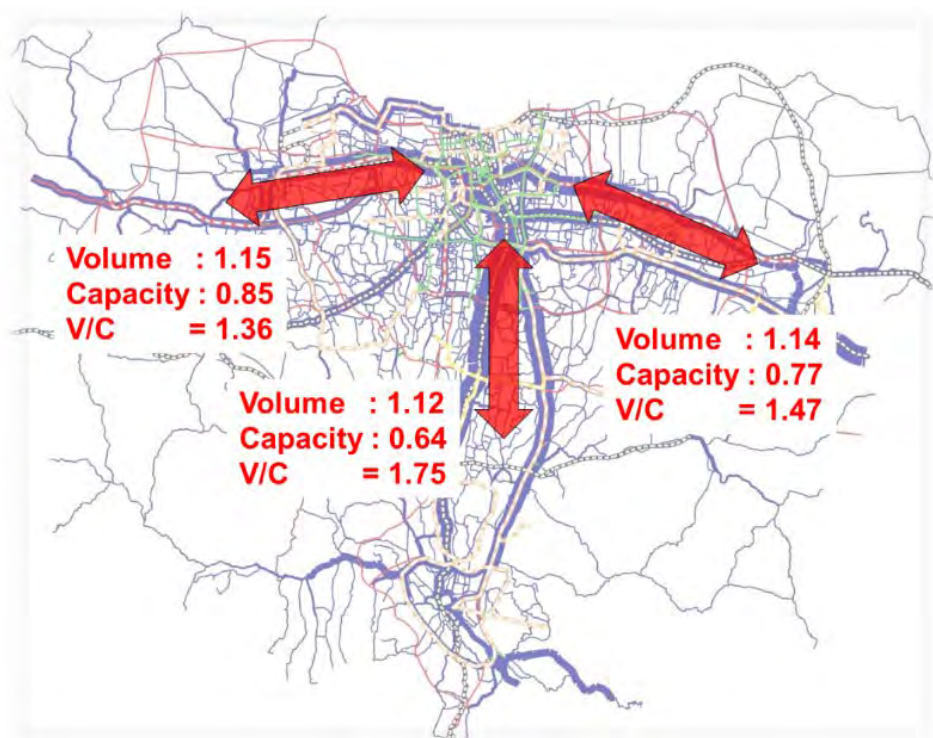 Volume : 1.15
Capacity : 0.85
V/C = 1.36
Volume : 1.12
Capacity : 0.64
V/C = 1.75
Volume : 1.14
Capacity : 0.77
V/C = 1.47